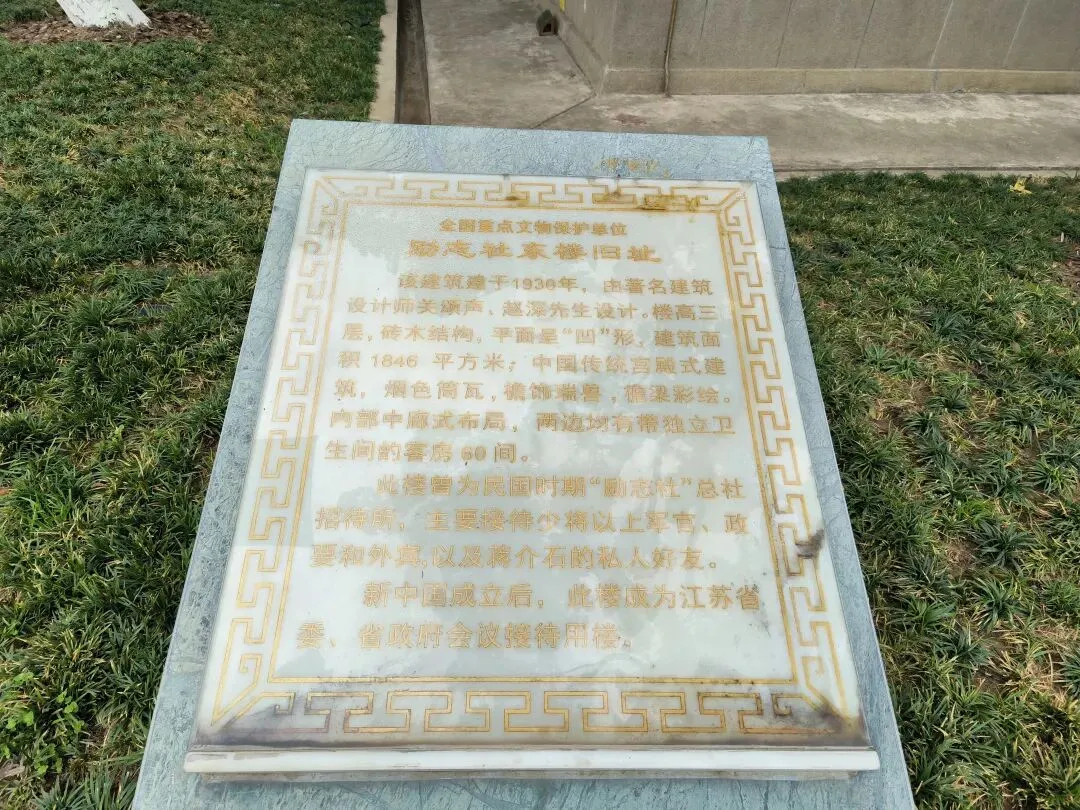 全国重点文物保护单位
励志社东楼旧址
该建筑建于1930年，由著名建筑
设计师关颂声、赵深先生设计。楼高三
层，砖木结构，平面呈“凹”形，建筑面
积 1846 平方米；中国传统宫殿式建
筑，烟色筒瓦，檐饰瑞兽，檐梁彩绘。
内部中廊式布局，两边均有带独立卫
生间的客房 60 间。
此楼曾为民国时期“励志社”总社
招待所，主要接待少将以上军官、政
要和外宾，以及蒋介石的私人好友。
新中国成立后，此楼成为江苏省
委、省政府会议接待用楼。